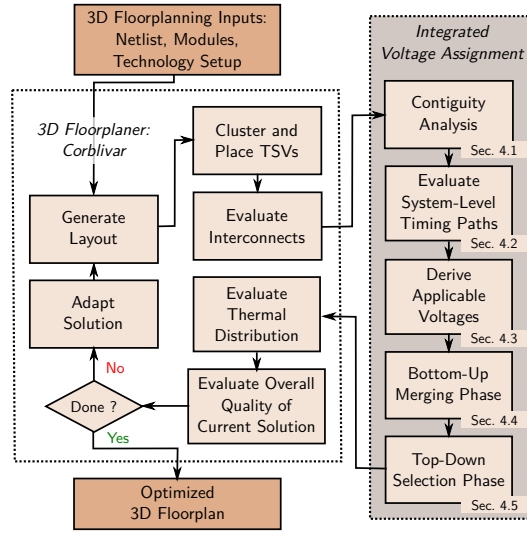 3D Floorplanning Inputs:
Netlist, Modules,
Technology Setup
3D Floorplaner:
Corblivar
Generate
Layout
Adapt
Solution
No
Done ?
Yes
Cluster and
Place TSVs
Evaluate
Interconnects
Evaluate
Thermal
Distribution
Evaluate Overall
Quality of
Current Solution
Optimized
3D Floorplan
Integrated
Voltage Assignment
Contiguity
Analysis
Sec. 4.1
Evaluate
System-Level
Timing Paths
Sec. 4.2
Derive
Applicable
Voltages
Sec. 4.3
Bottom-Up
Merging Phase
Sec. 4.4
Top-Down
Selection Phase
Sec. 4.5